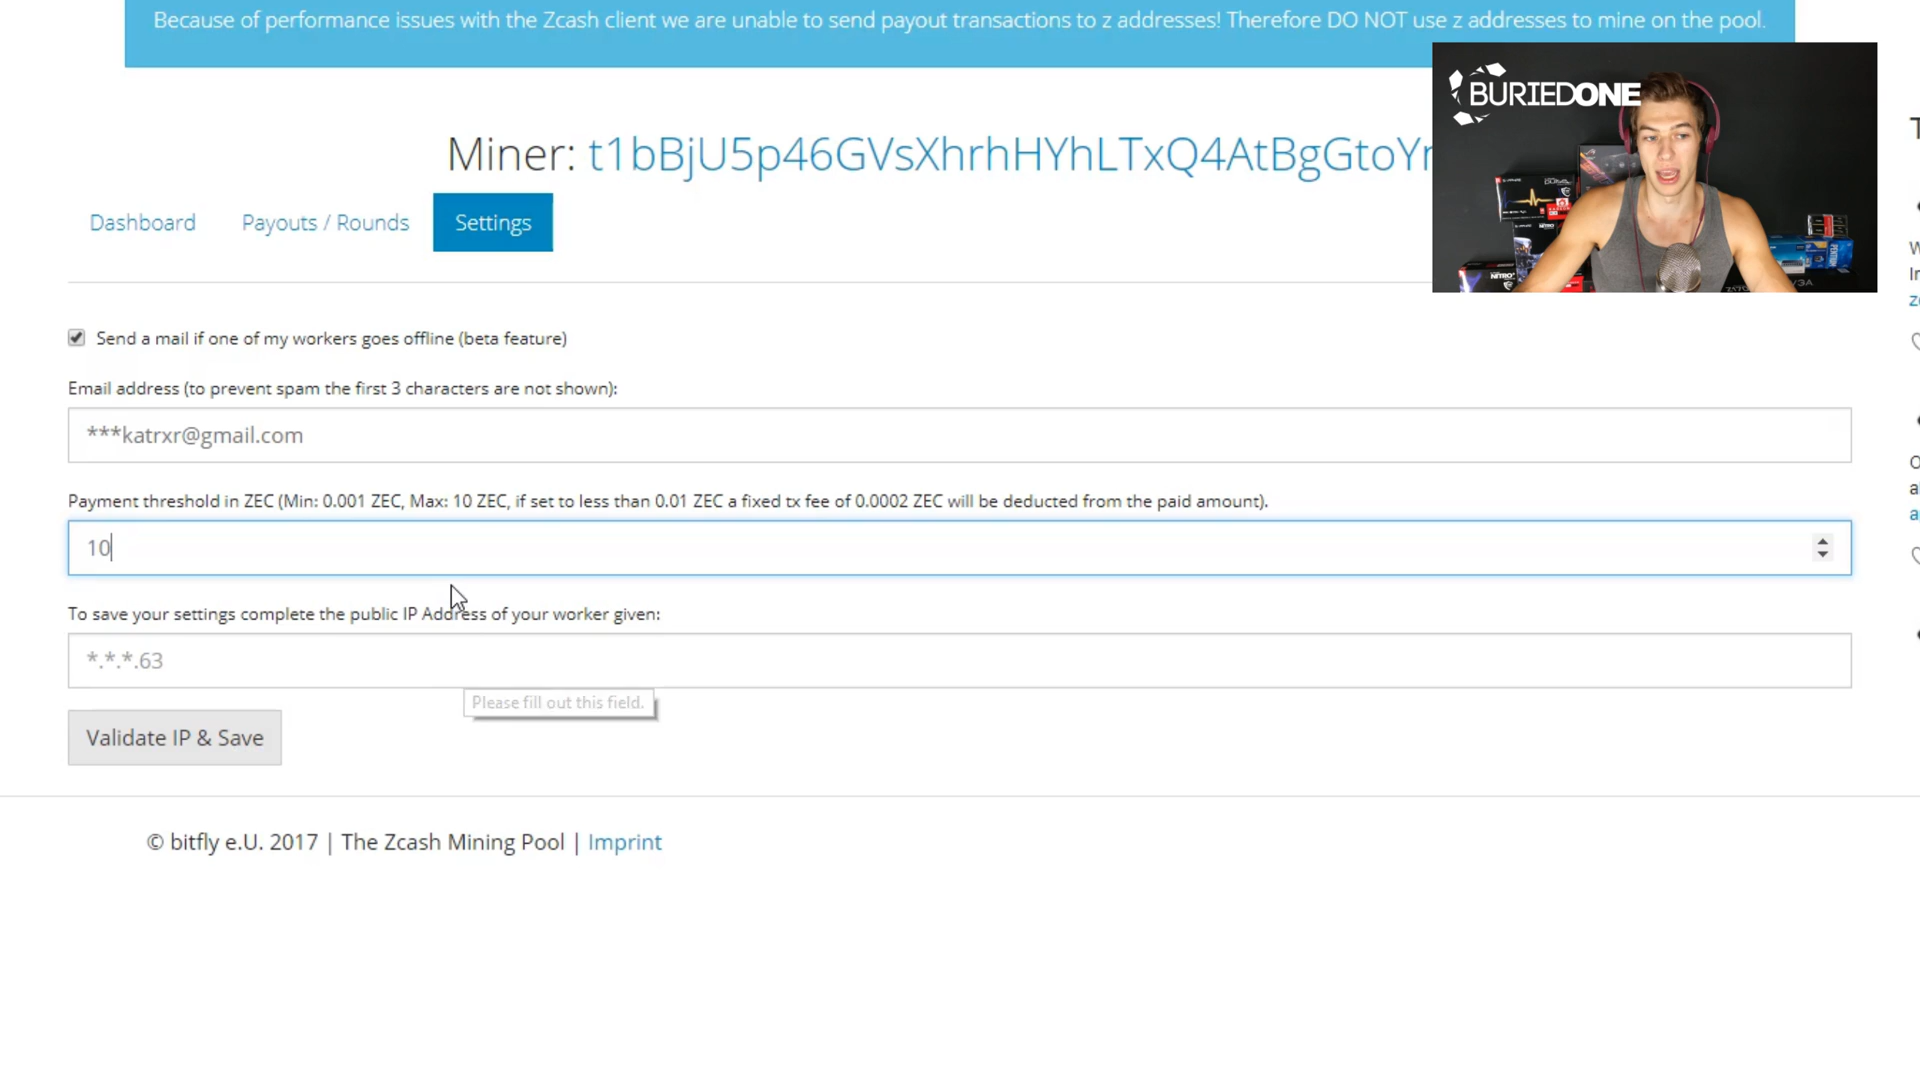 Because of performance issues with the Zcash client we are unable to send payout transactions to z addresses! Therefore DO NOT use z addresses to mine on the pool.
BURIEDONE
Miner: t1bBjU5p46GVsXhrhHYhLTxQ4AtBgGtoYr
Dashboard
Payouts / Rounds
Settings
Send a mail if one of my workers goes offline (beta feature)
Email address (to prevent spam the first 3 characters are not shown):
***katrxr@gmail.com
Payment threshold in ZEC (Min: 0.001 ZEC, Max: 10 ZEC, if set to less than 0.01 ZEC a fixed tx fee of 0.0002 ZEC will be deducted from the paid amount).
10
To save your settings complete the public IP Address of your worker given:
*.*.*.63
Please fill out this field.
Validate IP & Save
© bitfly e.U. 2017 | The Zcash Mining Pool | Imprint